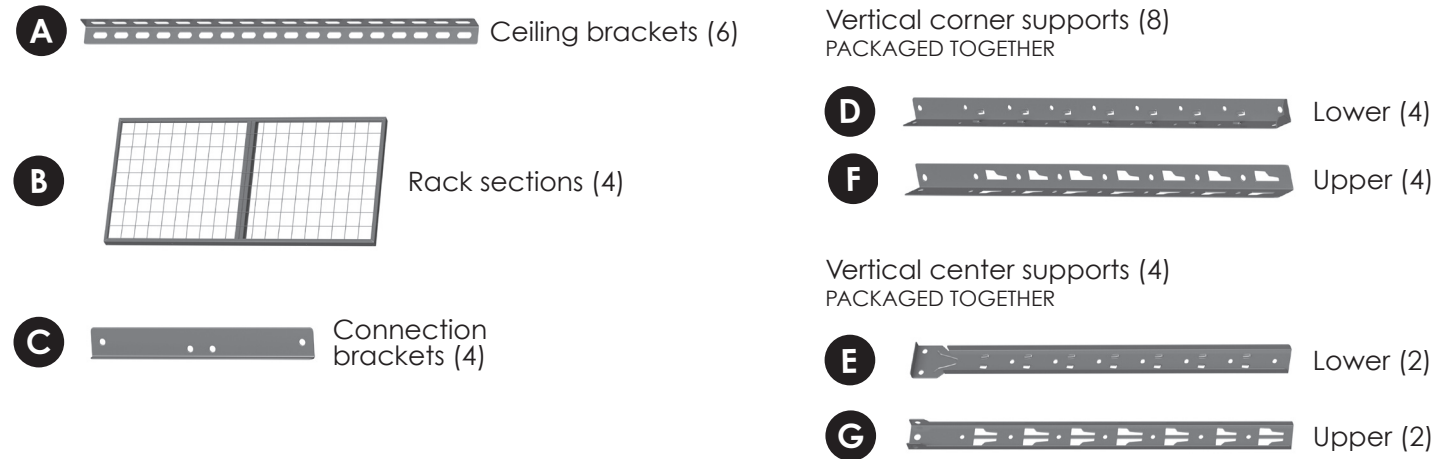 A Ceiling brackets (6)
B Rack sections (4)
C Connection
brackets (4)
Vertical corner supports (8)
PACKAGED TOGETHER
D Lower (4)
F Upper (4)
Vertical center supports (4)
PACKAGED TOGETHER
E Lower (2)
G Upper (2)